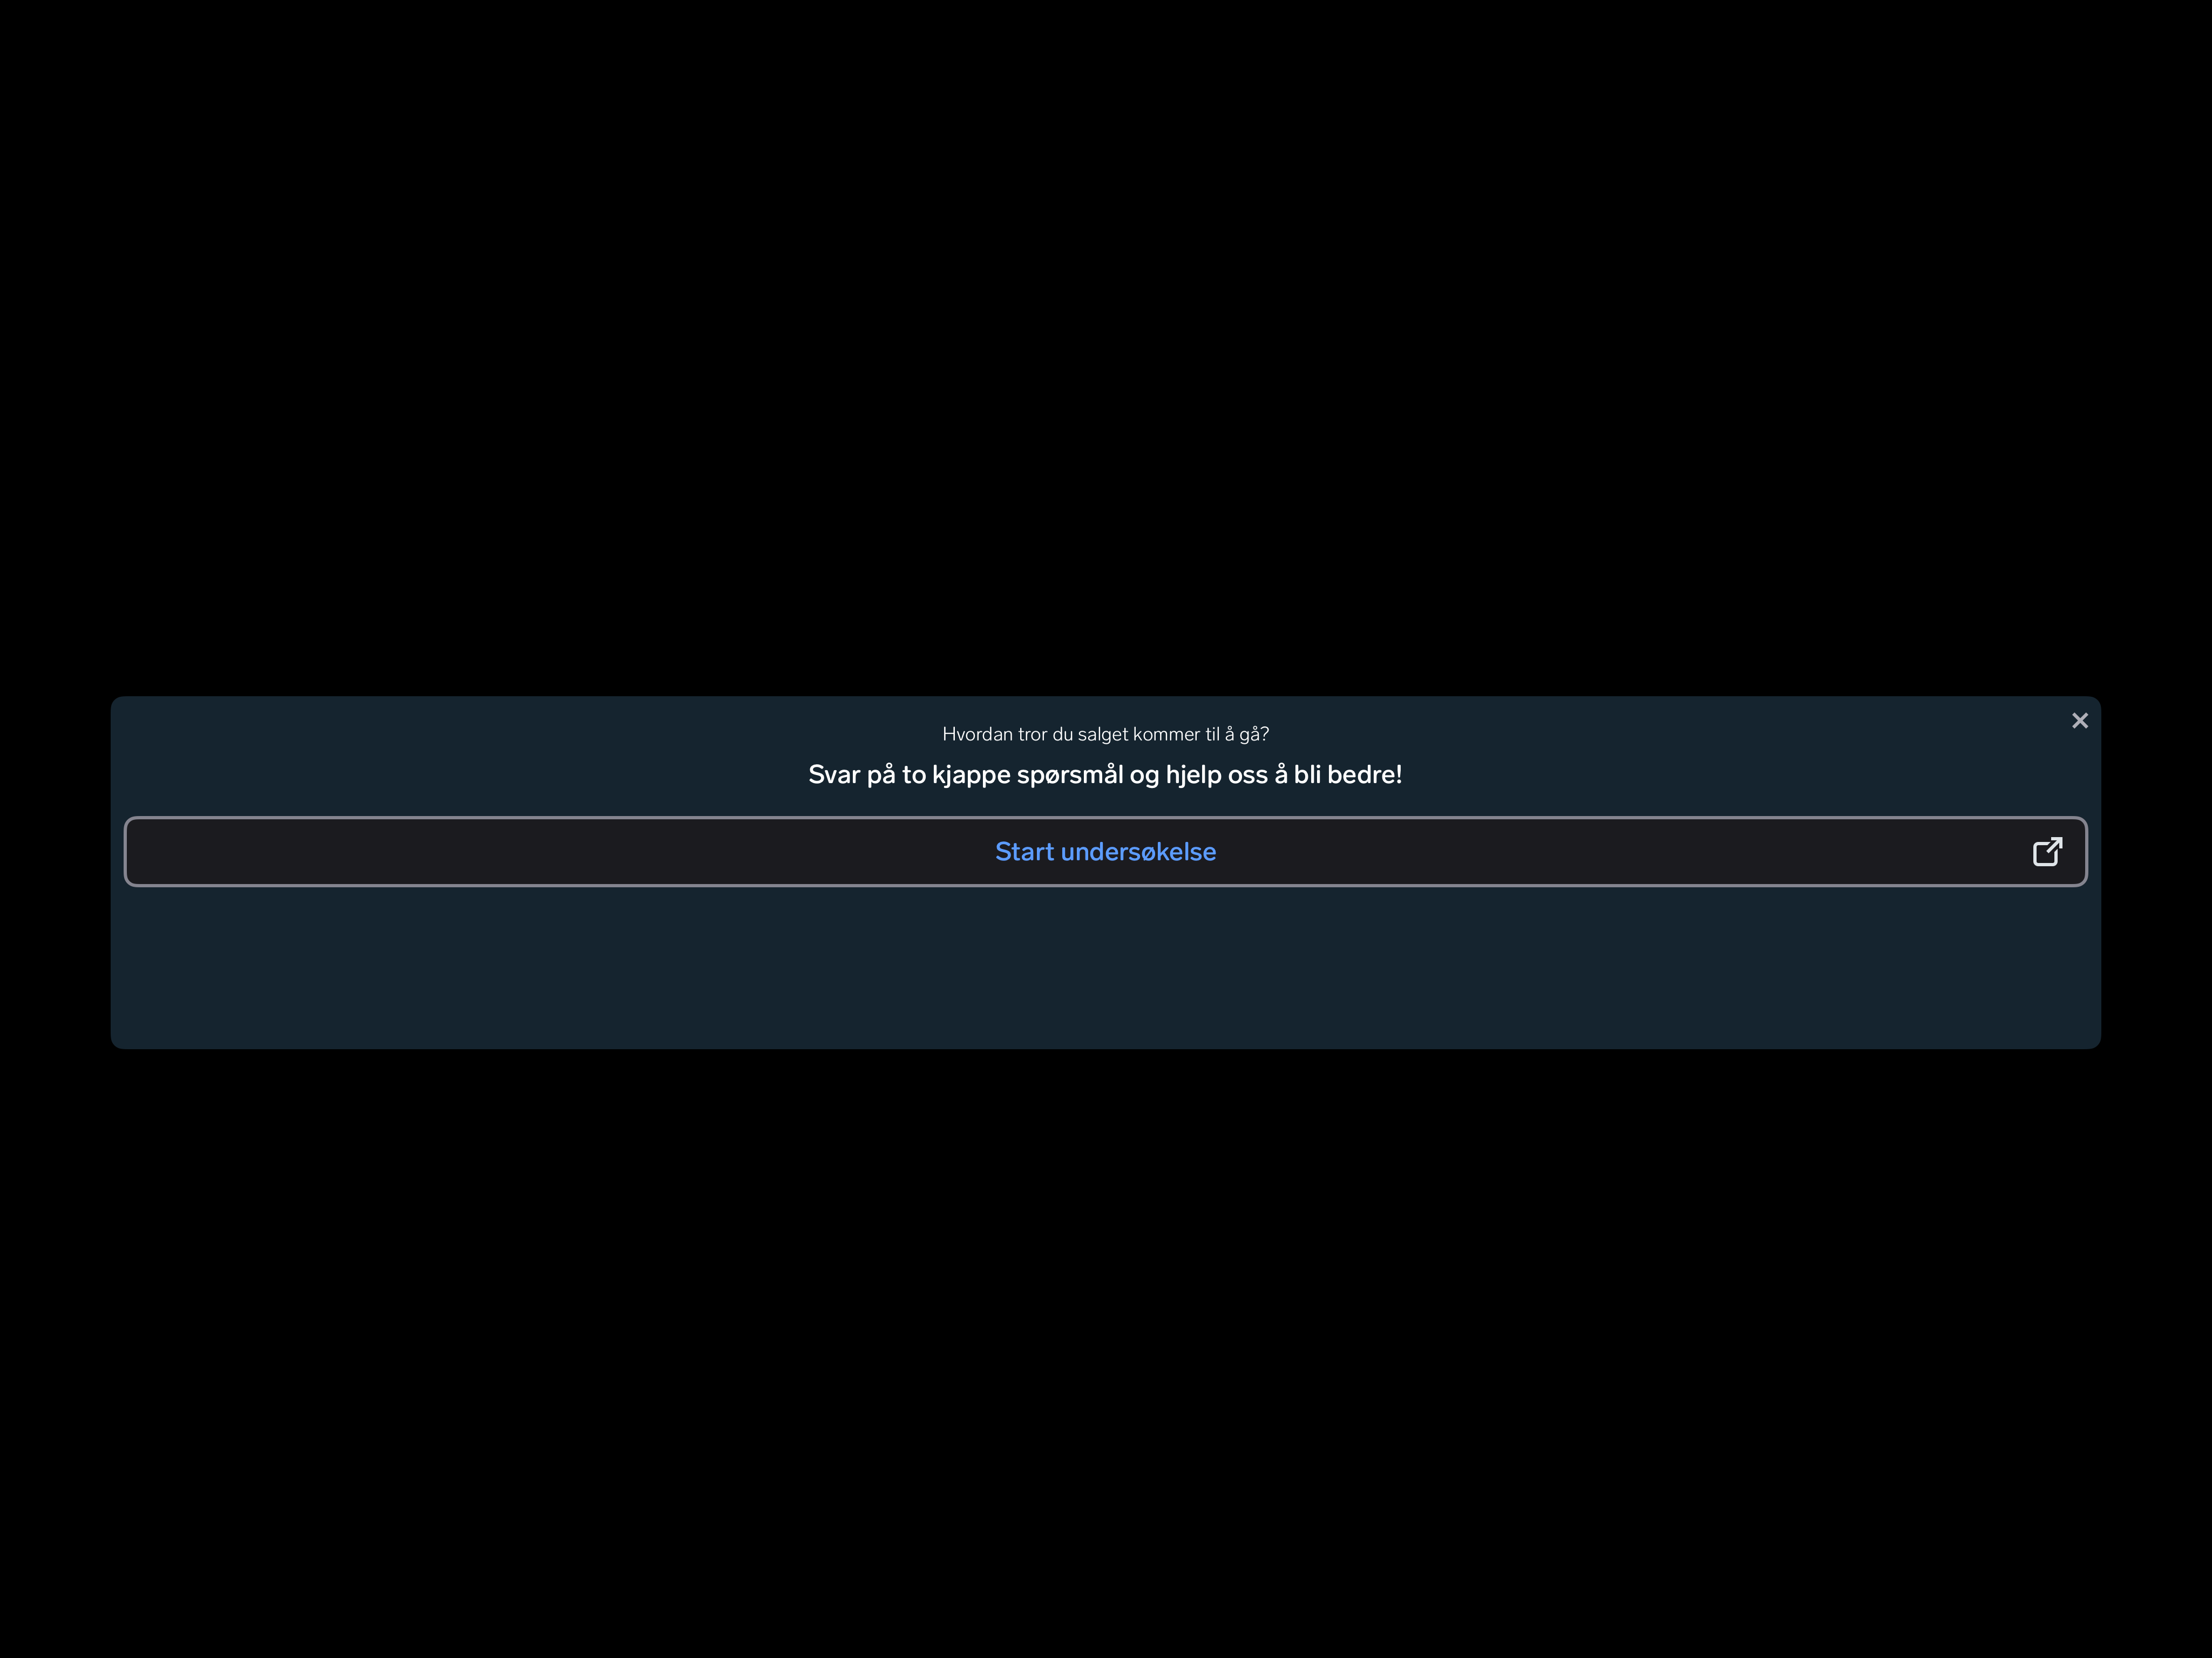 Hvordan tror du salget kommer til å gå?
Svar på to kjappe spørsmål og hjelp oss å bli bedre!
Start undersøkelse